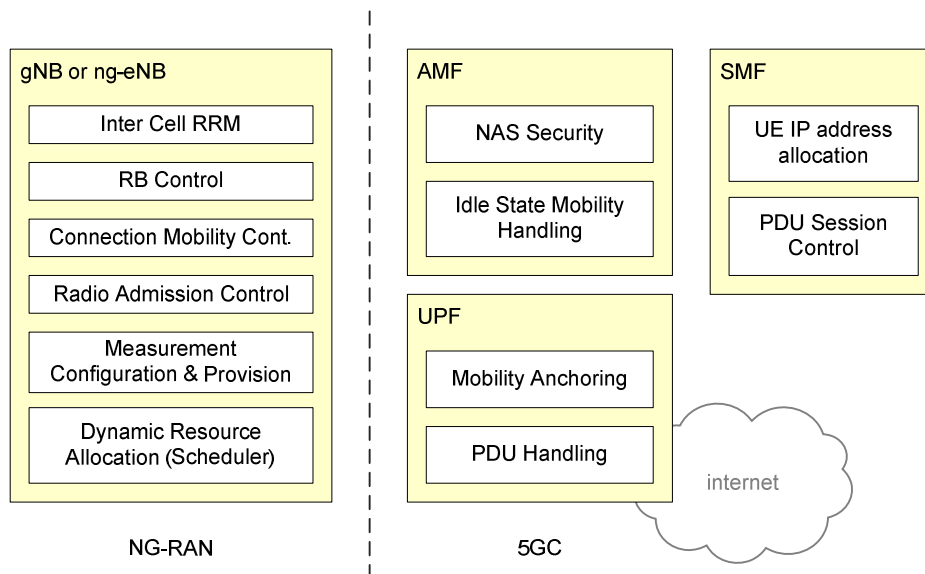 gNB or ng-eNB
Inter Cell RRM
RB Control
Connection Mobility Cont.
Radio Admission Control
Measurement
Configuration & Provision
Dynamic Resource
Allocation (Scheduler)
NG-RAN
AMF
NAS Security
Idle State Mobility
Handling
SMF
UE IP address
allocation
PDU Session
Control
UPF
Mobility Anchoring
PDU Handling
internet
5GC